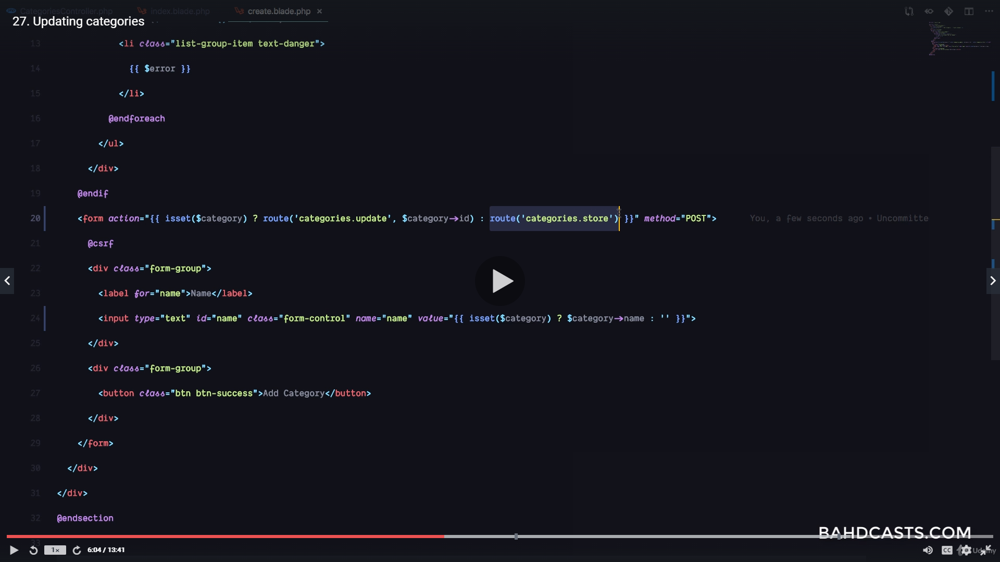 CategoriesController.php index.blade.php create.blade.php ×
27. Updating categories
13 <li class="list-group-item text-danger">
14 {{ $error }}
15 </li>
16 @endforeach
17 </ul>
18 </div>
19 @endif
20 <form action="{{ isset($category) ? route('categories.update', $category->id) : route('categories.store') }}" method="POST"> You, a few seconds ago • Uncommitte
21 @csrf
22 <div class="form-group">
23 <label for="name">Name</label>
24 <input type="text" id="name" class="form-control" name="name" value="{{ isset($category) ? $category->name : '' }}">
25 </div>
26 <div class="form-group">
27 <button class="btn btn-success">Add Category</button>
28 </div>
29 </form>
30 </div>
31 </div>
32 @endsection
33
BAHDCASTS.COM
1× 6:04 / 13:41 CC Udemy